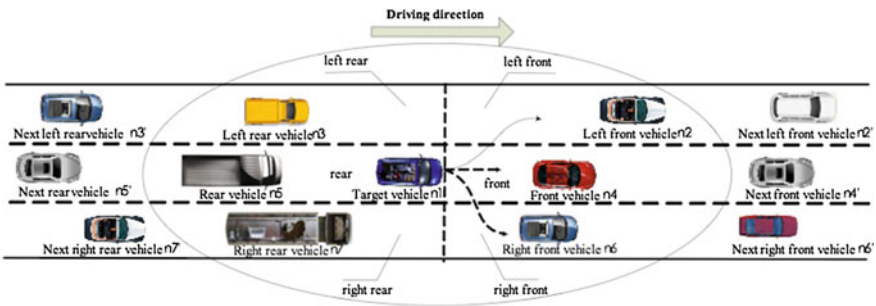 Driving direction
left rear
left front
Next left rearvehicle n3'
Left rear vehicle n3
Left front vehicle n2
Next left front vehicle n2'
Next rearvehicle n5'
Rear vehicle n5
rear
Target vehicle n1
front
Front vehicle n4
Next front vehicle n4'
Next right rear vehicle n7
Right rear vehicle n7
Right front vehicle n6
Next right front vehicle n6'
right rear
right front